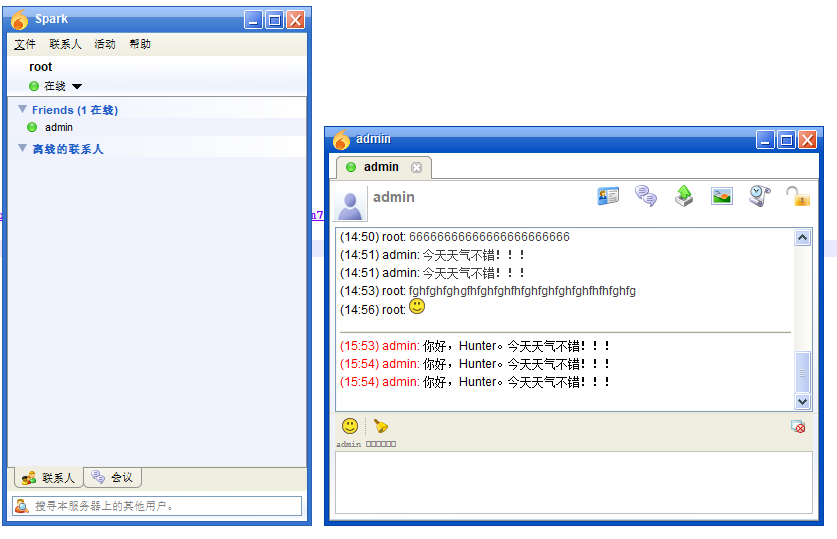 Spark
文件 联系人 活动 帮助
root
在线
Friends (1 在线)
admin
离线的联系人
联系人 会议
搜寻本服务器上的其他用户。
m7
admin
admin
admin
(14:50) root: 66666666666666666666666
(14:51) admin: 今天天气不错！！！
(14:51) admin: 今天天气不错！！！
(14:53) root: fghfghfghgfhfghfghfhfghfghfghfghfhfhfghfg
(14:56) root:
(15:53) admin: 你好，Hunter。今天天气不错！！！
(15:54) admin: 你好，Hunter。今天天气不错！！！
(15:54) admin: 你好，Hunter。今天天气不错！！！
admin □□□□□□